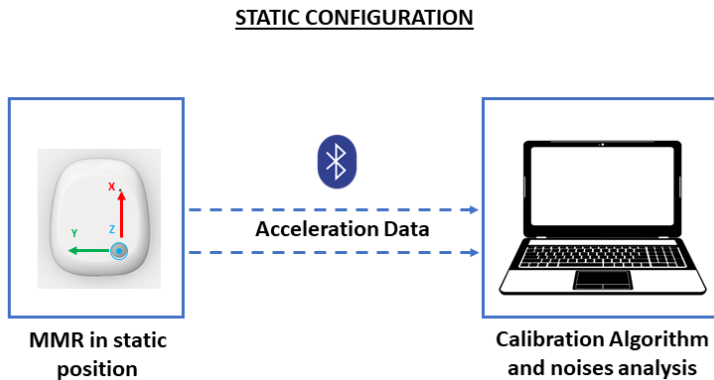 STATIC CONFIGURATION
X
Y
Z
Acceleration Data
MMR in static
position
Calibration Algorithm
and noises analysis